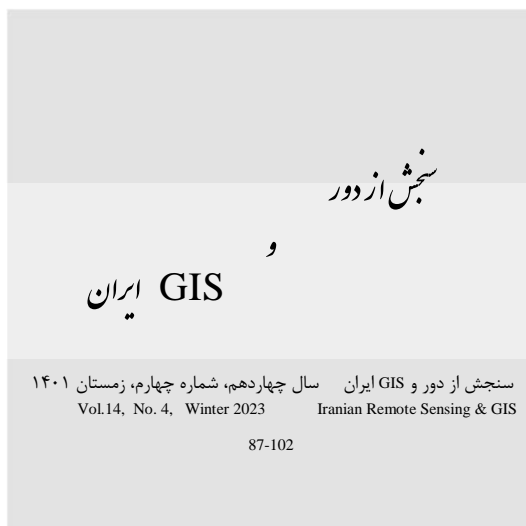 سنجش از دور
و
GIS ایران
سنجش از دور و GIS ایران سال چهاردهم، شماره چهارم، زمستان ۱۴۰۱
Vol.14, No. 4, Winter 2023 Iranian Remote Sensing & GIS
87-102